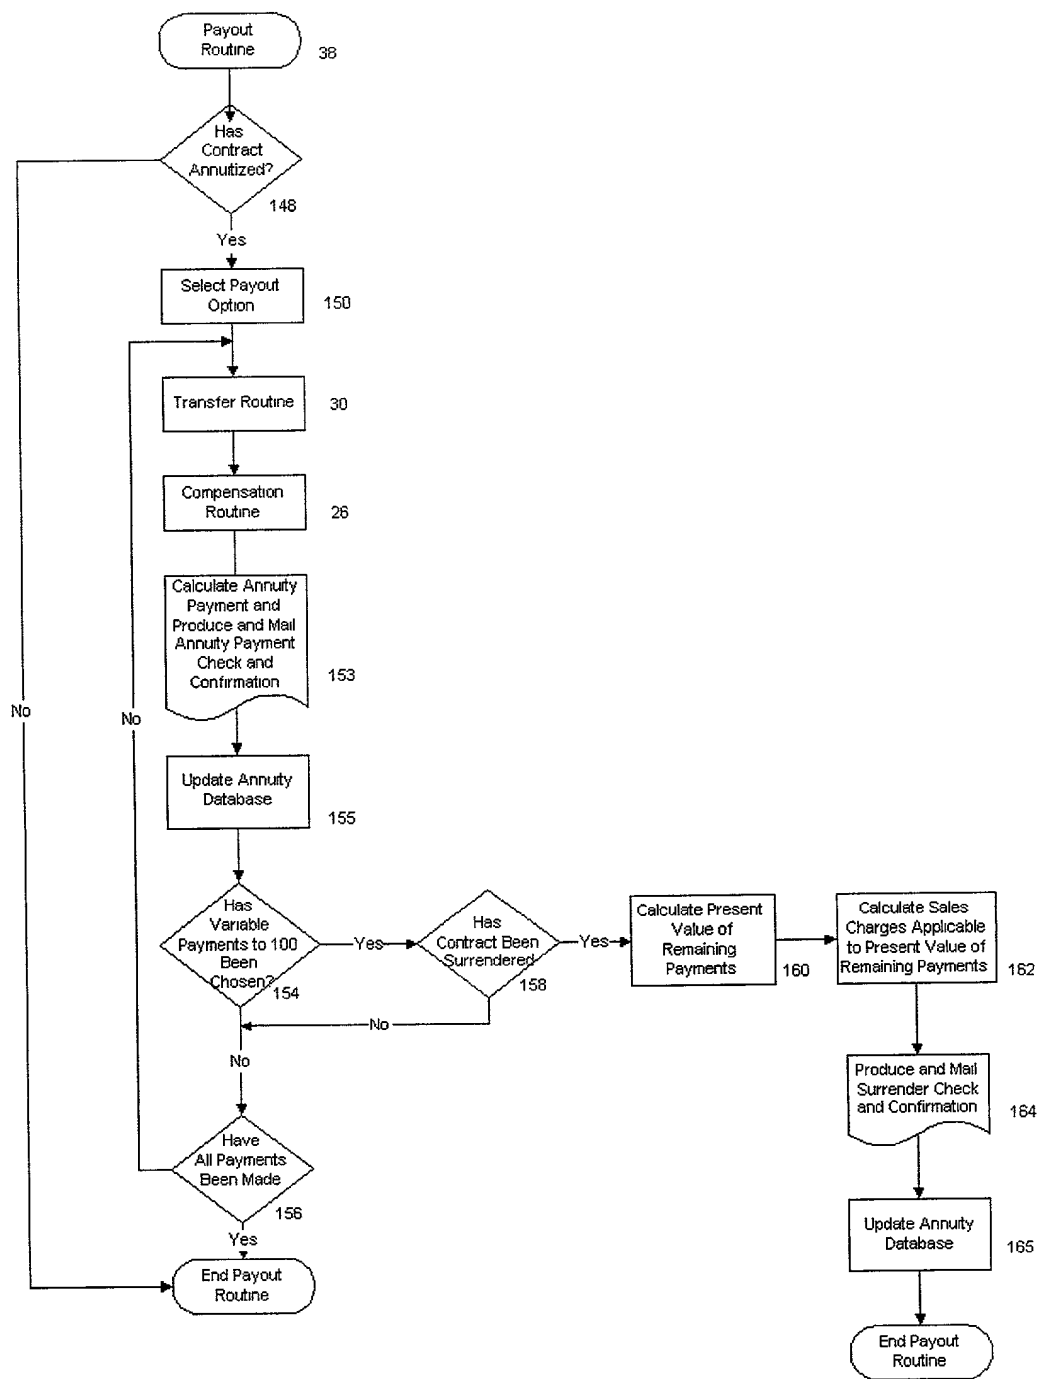 Payout
Routine
38
Has
Contract
Annuitized?
148
Yes
Select Payout
Option
150
Transfer Routine
30
Compensation
Routine
26
Calculate Annuity
Payment and
Produce and Mail
Annuity Payment
Check and
Confirmation
153
No
No
Update Annuity
Database
155
Has
Variable
Payments to 100
Been
Chosen?
154
Yes
Has
Contract Been
Surrendered
158
Yes
Calculate Present
Value of
Remaining
Payments
160
Calculate Sales
Charges Applicable
to Present Value of
Remaining Payments
162
No
No
Produce and Mail
Surrender Check
and Confirmation
164
Have
All Payments
Been Made
156
Yes
End Payout
Routine
Update Annuity
Database
165
End Payout
Routine